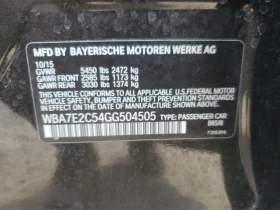 MFD BY BAYERISCHE MOTOREN WERKE AG
10/15
GVWR 5450 lbs 2472 kg
GAWR FRONT 2585 lbs 1173 kg
GAWR REAR 3030 lbs 1374 kg
THIS VEHICLE CONFORMS TO ALL APPLICABLE U.S. FEDERAL
MOTOR VEHICLE SAFETY, BUMPER, AND THEFT PREVENTION
STANDARDS IN EFFECT ON THE DATE OF MANUFACTURE SHOWN
ABOVE.
WBA7E2C54GG504505 TYPE: PASSENGER CAR